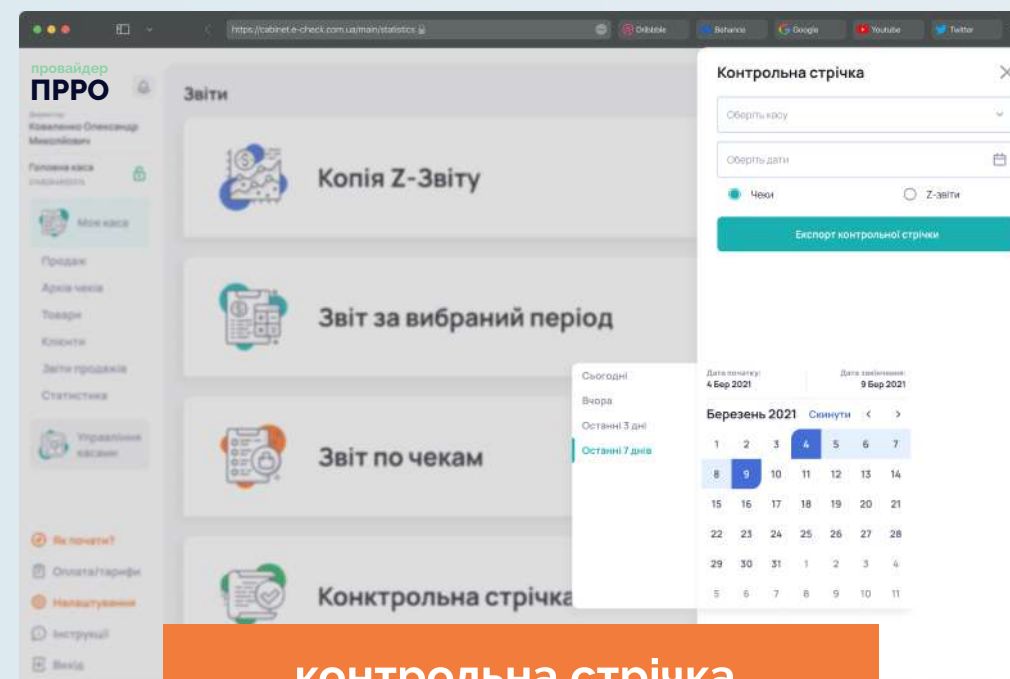 https://cabinet.e-check.com.ua/main/statistics
Dribbble
Behance
Google
Youtube
Twitter
провайдер
ПРРО
Коваленко Олександр
Миколайович
Головна каса
Моя каса
Продаж
Архів чеків
Товари
Клієнти
Звіти продажів
Статистика
Управління
касами
Як почати?
Оплата/тарифи
Налаштування
Інструкції
Вихід
Звіти
Копія Z-Звіту
Звіт за вибраний період
Звіт по чекам
Конктрольна стрічка
Контрольна стрічка
Оберіть касу
Оберіть дати
Чеки
Z-звіти
Експорт контрольної стрічки
Сьогодні
Вчора
Останні 3 дні
Останні 7 днів
Дата початку:
4 Бер 2021
Дата закінчення:
9 Бер 2021
Березень 2021 Скинути
1 2 3 4 5 6 7
8 9 10 11 12 13 14
15 16 17 18 19 20 21
22 23 24 25 26 27 28
29 30 31 1 2 3 4
5 6 7 8 9 10 11
контрольна стрічка